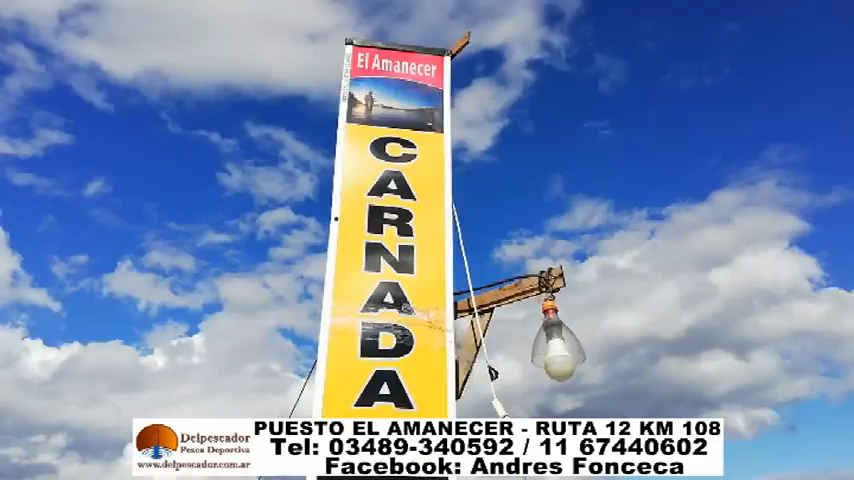 El Amanecer
CARNADA
Delpescador
Pesca Deportiva
www.delpescador.com.ar
PUESTO EL AMANECER - RUTA 12 KM 108
Tel: 03489-340592 / 11 67440602
Facebook: Andres Fonceca